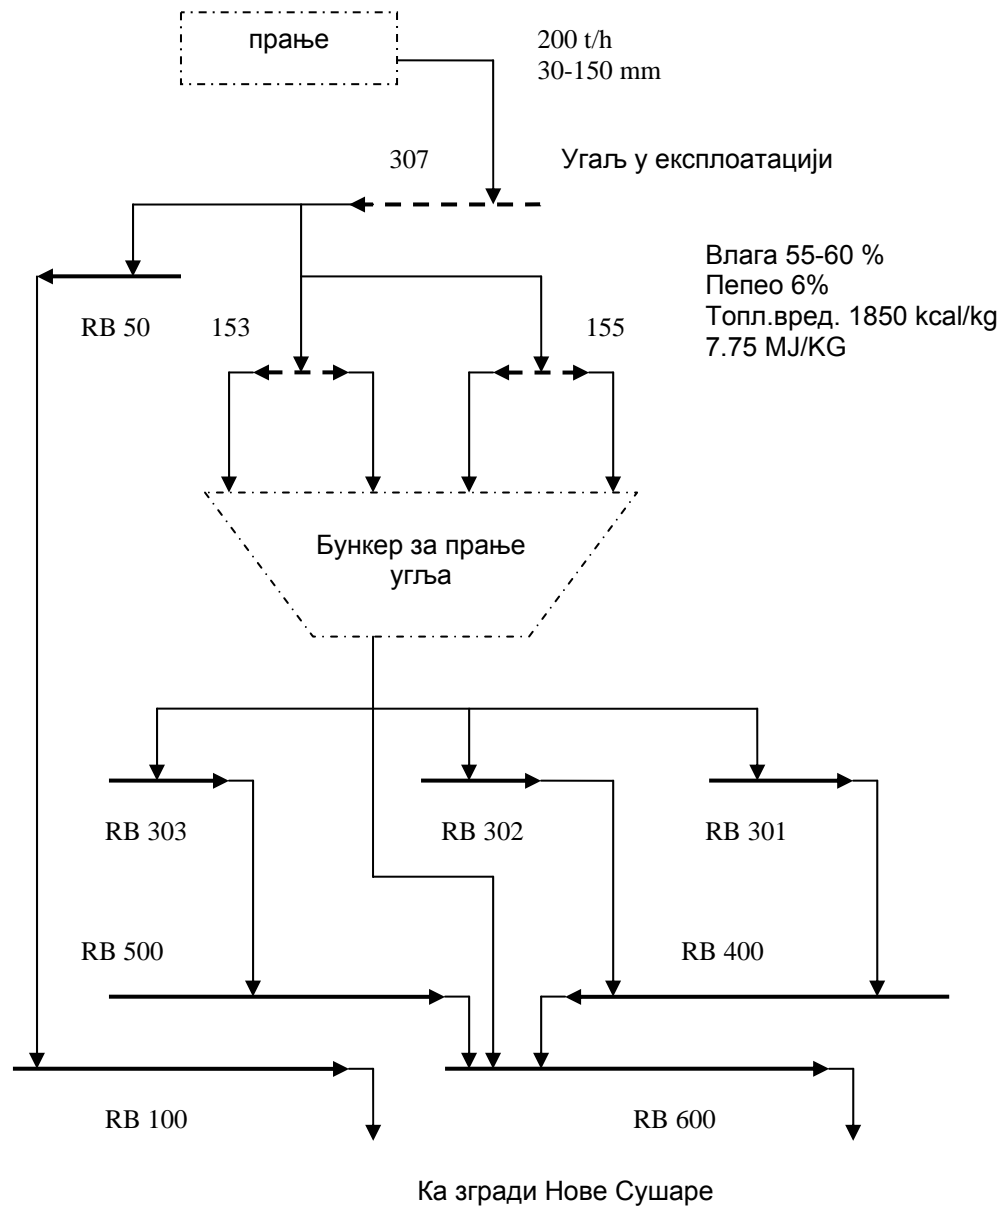 прање
200 t/h
30-150 mm
307
Угаљ у експлоатацији
Влага 55-60 %
Пепео 6%
Топл.вред. 1850 kcal/kg
7.75 MJ/KG
RB 50
153
155
Бункер за прање
угља
RB 303
RB 302
RB 301
RB 500
RB 400
RB 100
RB 600
Ка згради Нове Сушаре